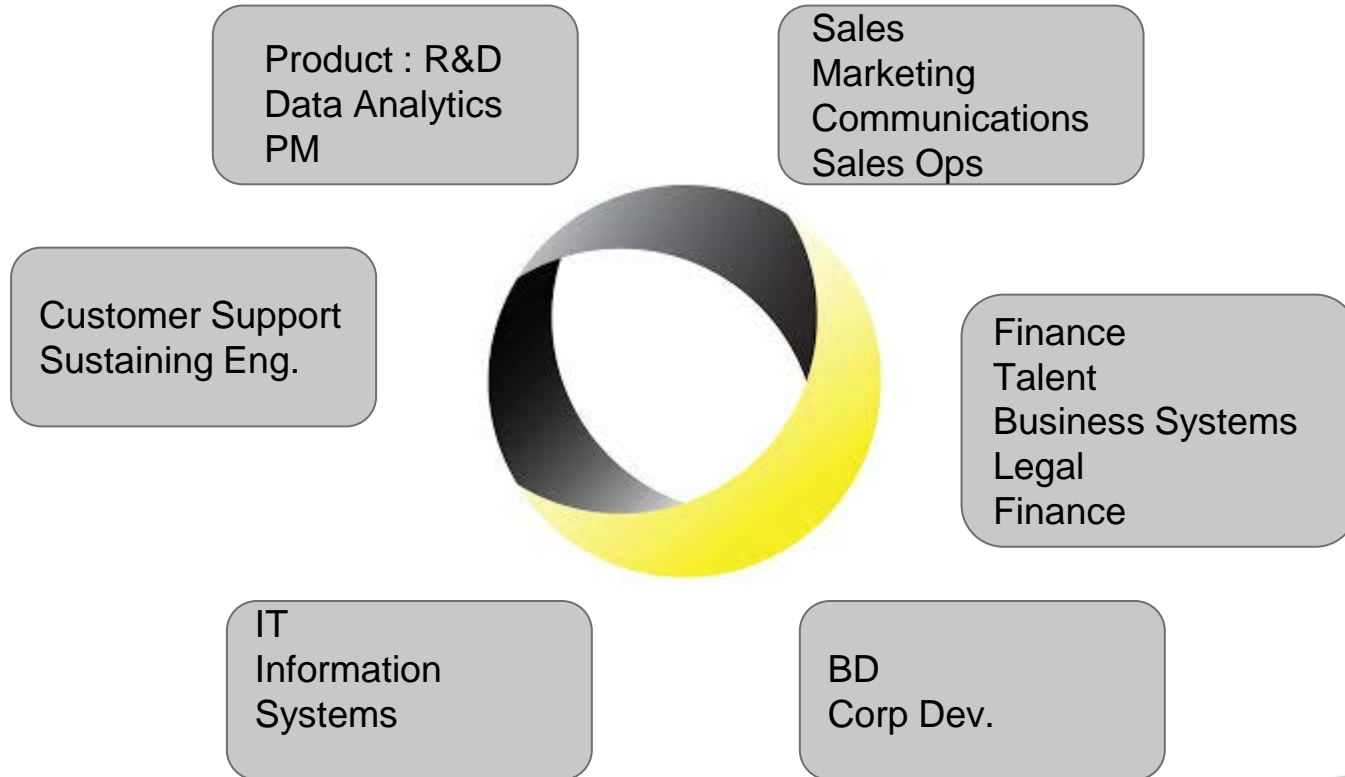 Product : R&D
Data Analytics
PM
Sales
Marketing
Communications
Sales Ops
Customer Support
Sustaining Eng.
Finance
Talent
Business Systems
Legal
Finance
IT
Information
Systems
BD
Corp Dev.